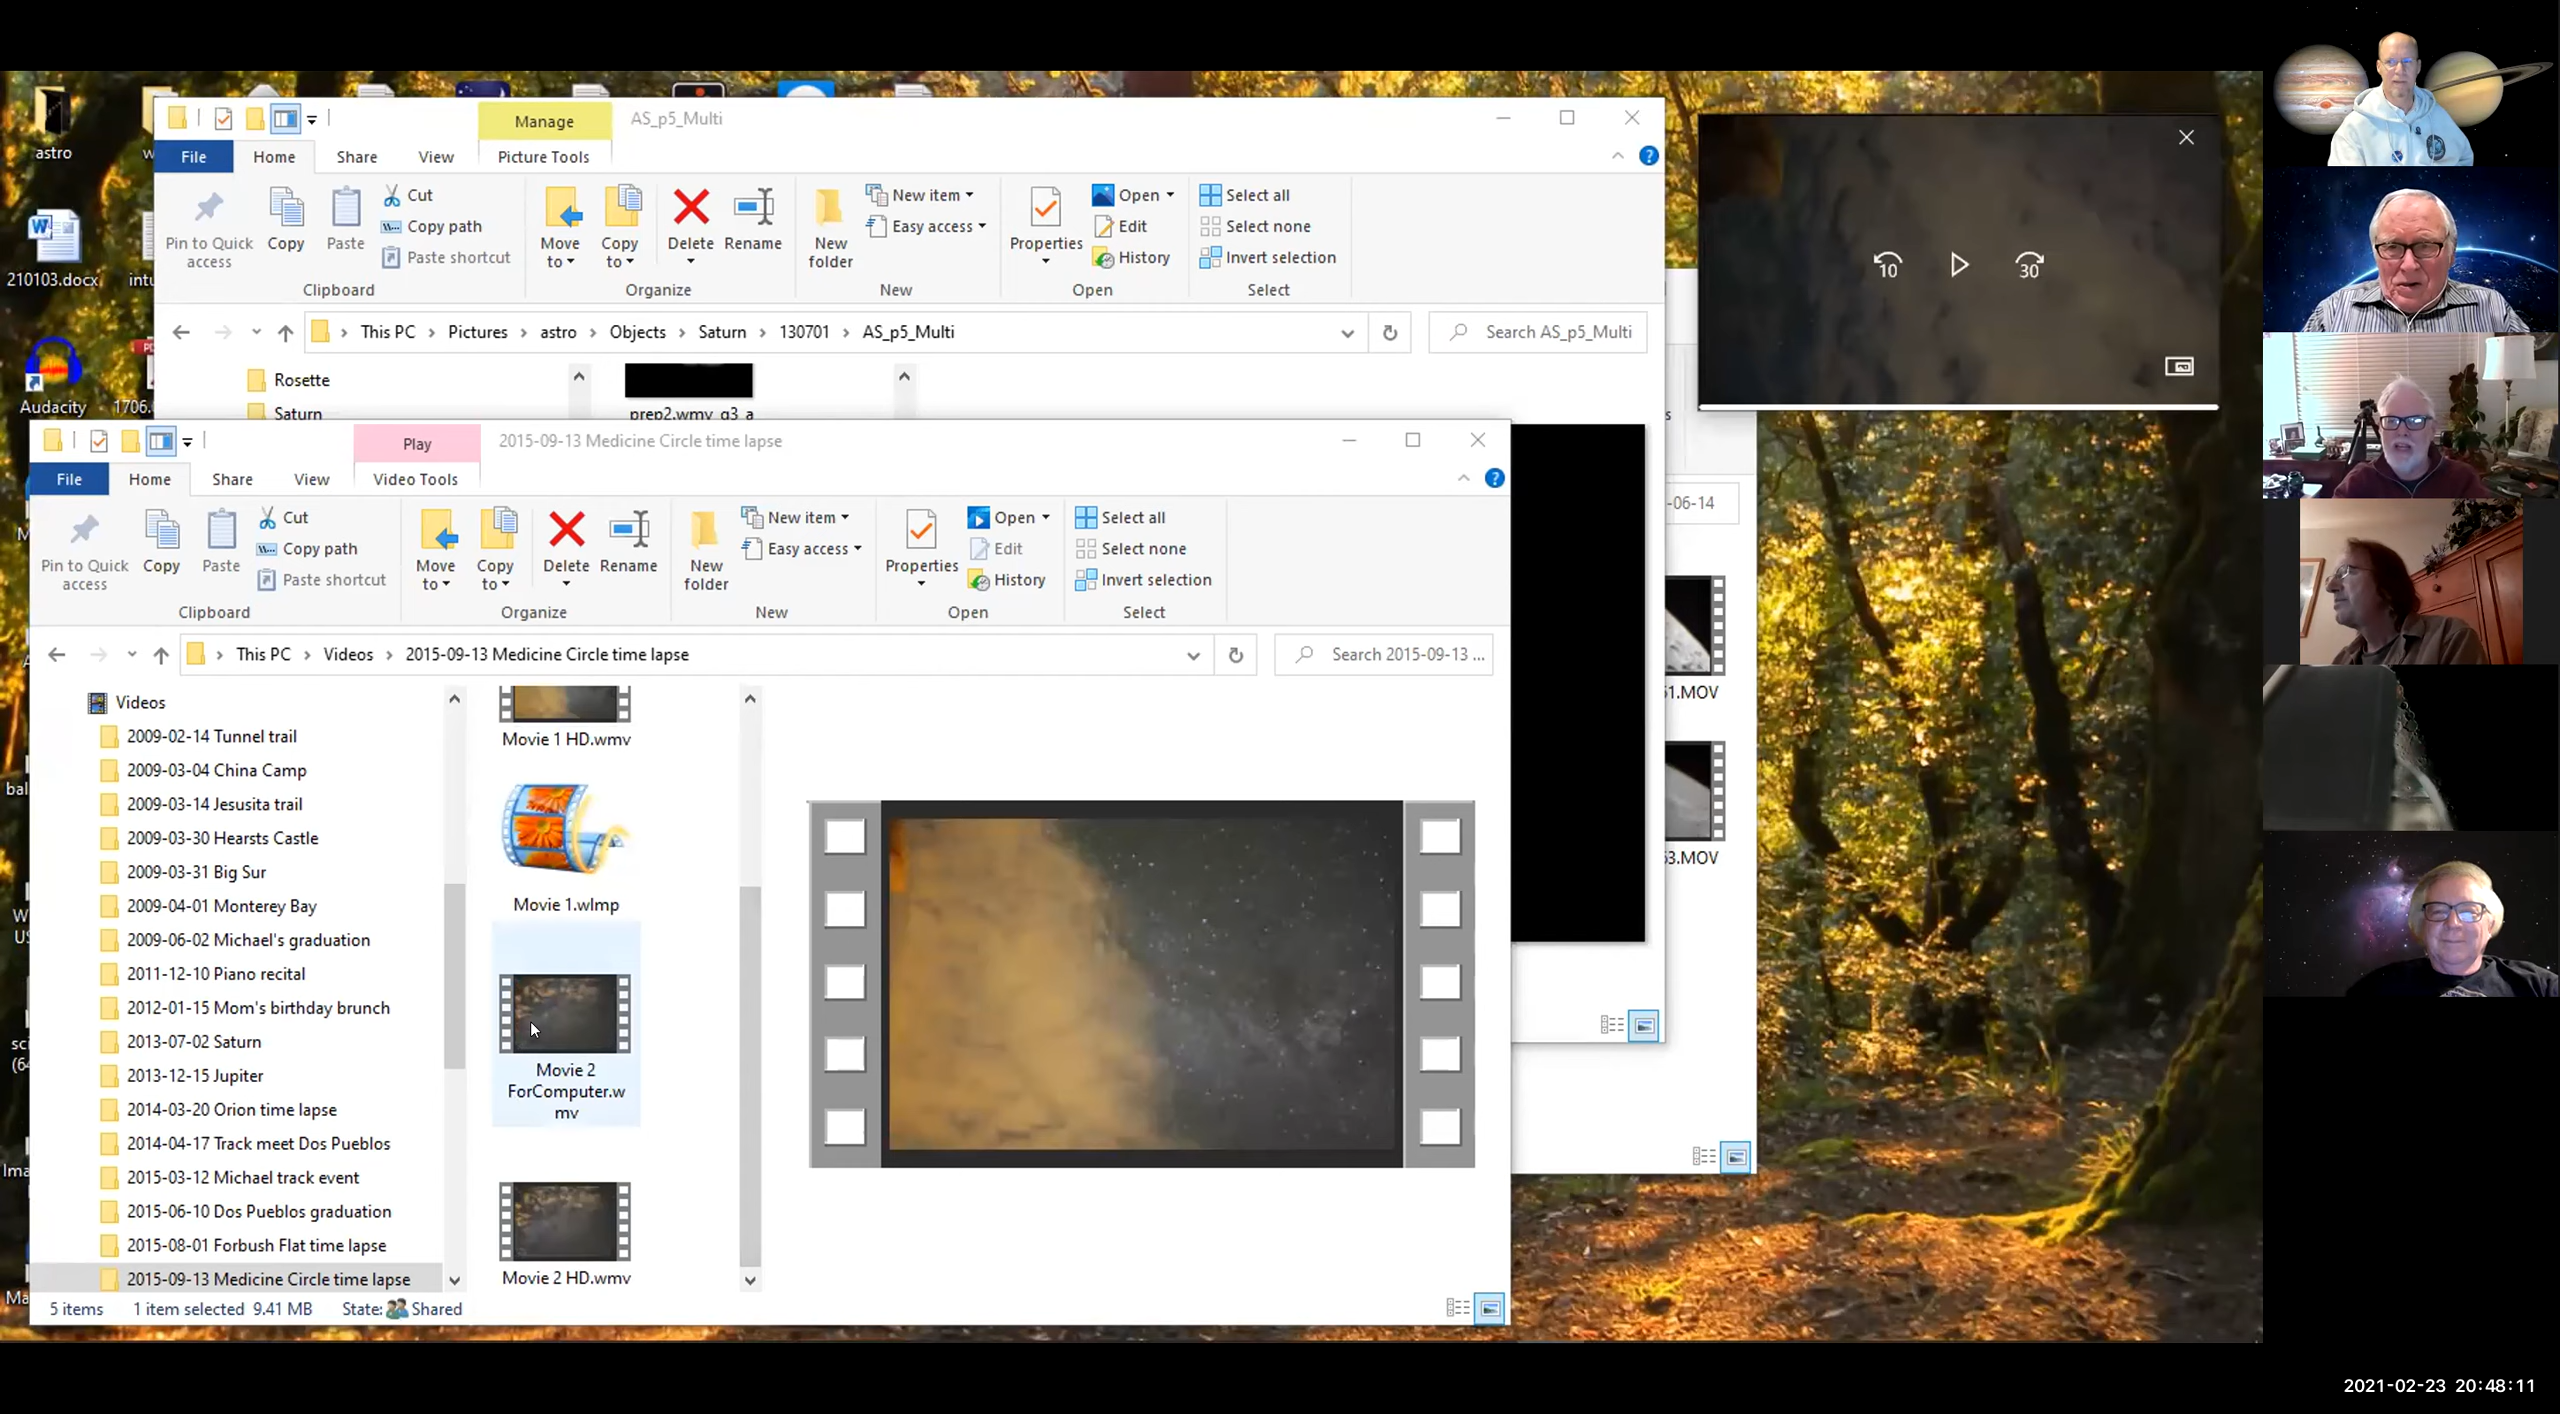 astro
210103.docx
Audacity
1706.
Manage
AS_p5_Multi
File
Home
Share
View
Picture Tools
Pin to Quick access
Copy
Paste
Cut
Copy path
Paste shortcut
Move to
Copy to
Delete
Rename
New folder
New item
Easy access
Properties
Open
Edit
History
Select all
Select none
Invert selection
Clipboard
Organize
New
Open
Select
This PC > Pictures > astro > Objects > Saturn > 130701 > AS_p5_Multi
Search AS_p5_Multi
Rosette
Saturn
prep2.wmv_g3_a
10
30
-06-14
51.MOV
53.MOV
Play
2015-09-13 Medicine Circle time lapse
File
Home
Share
View
Video Tools
Pin to Quick access
Copy
Paste
Cut
Copy path
Paste shortcut
Move to
Copy to
Delete
Rename
New folder
New item
Easy access
Properties
Open
Edit
History
Select all
Select none
Invert selection
Clipboard
Organize
New
Open
Select
This PC > Videos > 2015-09-13 Medicine Circle time lapse
Search 2015-09-13 ...
Videos
2009-02-14 Tunnel trail
2009-03-04 China Camp
2009-03-14 Jesusita trail
2009-03-30 Hearsts Castle
2009-03-31 Big Sur
2009-04-01 Monterey Bay
2009-06-02 Michael's graduation
2011-12-10 Piano recital
2012-01-15 Mom's birthday brunch
2013-07-02 Saturn
2013-12-15 Jupiter
2014-03-20 Orion time lapse
2014-04-17 Track meet Dos Pueblos
2015-03-12 Michael track event
2015-06-10 Dos Pueblos graduation
2015-08-01 Forbush Flat time lapse
2015-09-13 Medicine Circle time lapse
Movie 1 HD.wmv
Movie 1.wlmp
Movie 2
ForComputer.w
mv
Movie 2 HD.wmv
5 items 1 item selected 9.41 MB State: Shared
2021-02-23 20:48:11